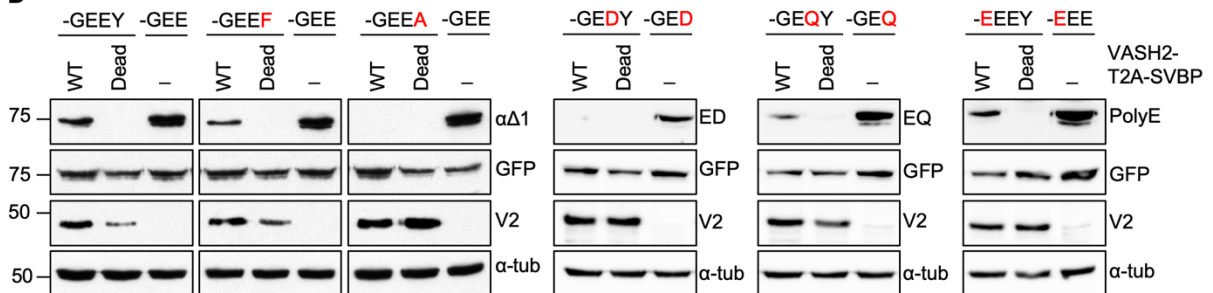 -GEEY -GEE -GEEF -GEE -GEEA -GEE -GEDY -GED -GEQY -GEQ -EEEY -EEE
WT Dead – WT Dead – WT Dead – WT Dead – WT Dead – WT Dead – VASH2-
T2A-SVBP
75 αΔ1 ED EQ PolyE
75 GFP GFP GFP GFP
50 V2 V2 V2 V2
50 α-tub α-tub α-tub α-tub